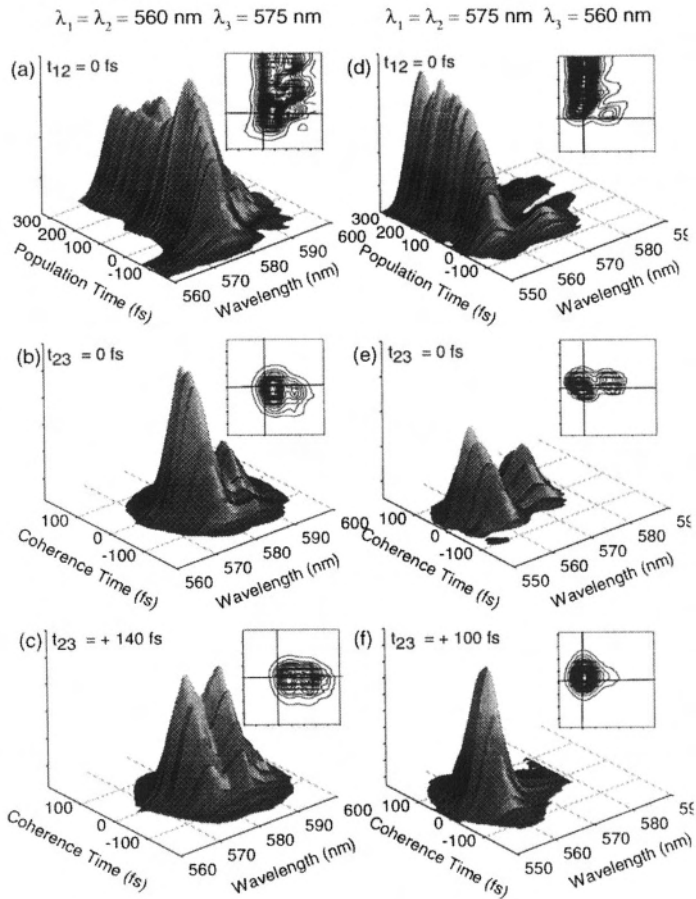 λ1 = λ2 = 560 nm λ3 = 575 nm
λ1 = λ2 = 575 nm λ3 = 560 nm
(a) t12 = 0 fs
300
200
100
0
-100
Population Time (fs)
560
570
580
590
600
Wavelength (nm)
(d) t12 = 0 fs
300
200
100
0
-100
Population Time (fs)
550
560
570
580
59
Wavelength (nm)
(b) t23 = 0 fs
100
0
-100
Coherence Time (fs)
560
570
580
590
600
Wavelength (nm)
(e) t23 = 0 fs
100
0
-100
Coherence Time (fs)
550
560
570
580
59
Wavelength (nm)
(c) t23 = + 140 fs
100
0
-100
Coherence Time (fs)
560
570
580
590
600
Wavelength (nm)
(f) t23 = + 100 fs
100
0
-100
Coherence Time (fs)
550
560
570
580
59
Wavelength (nm)